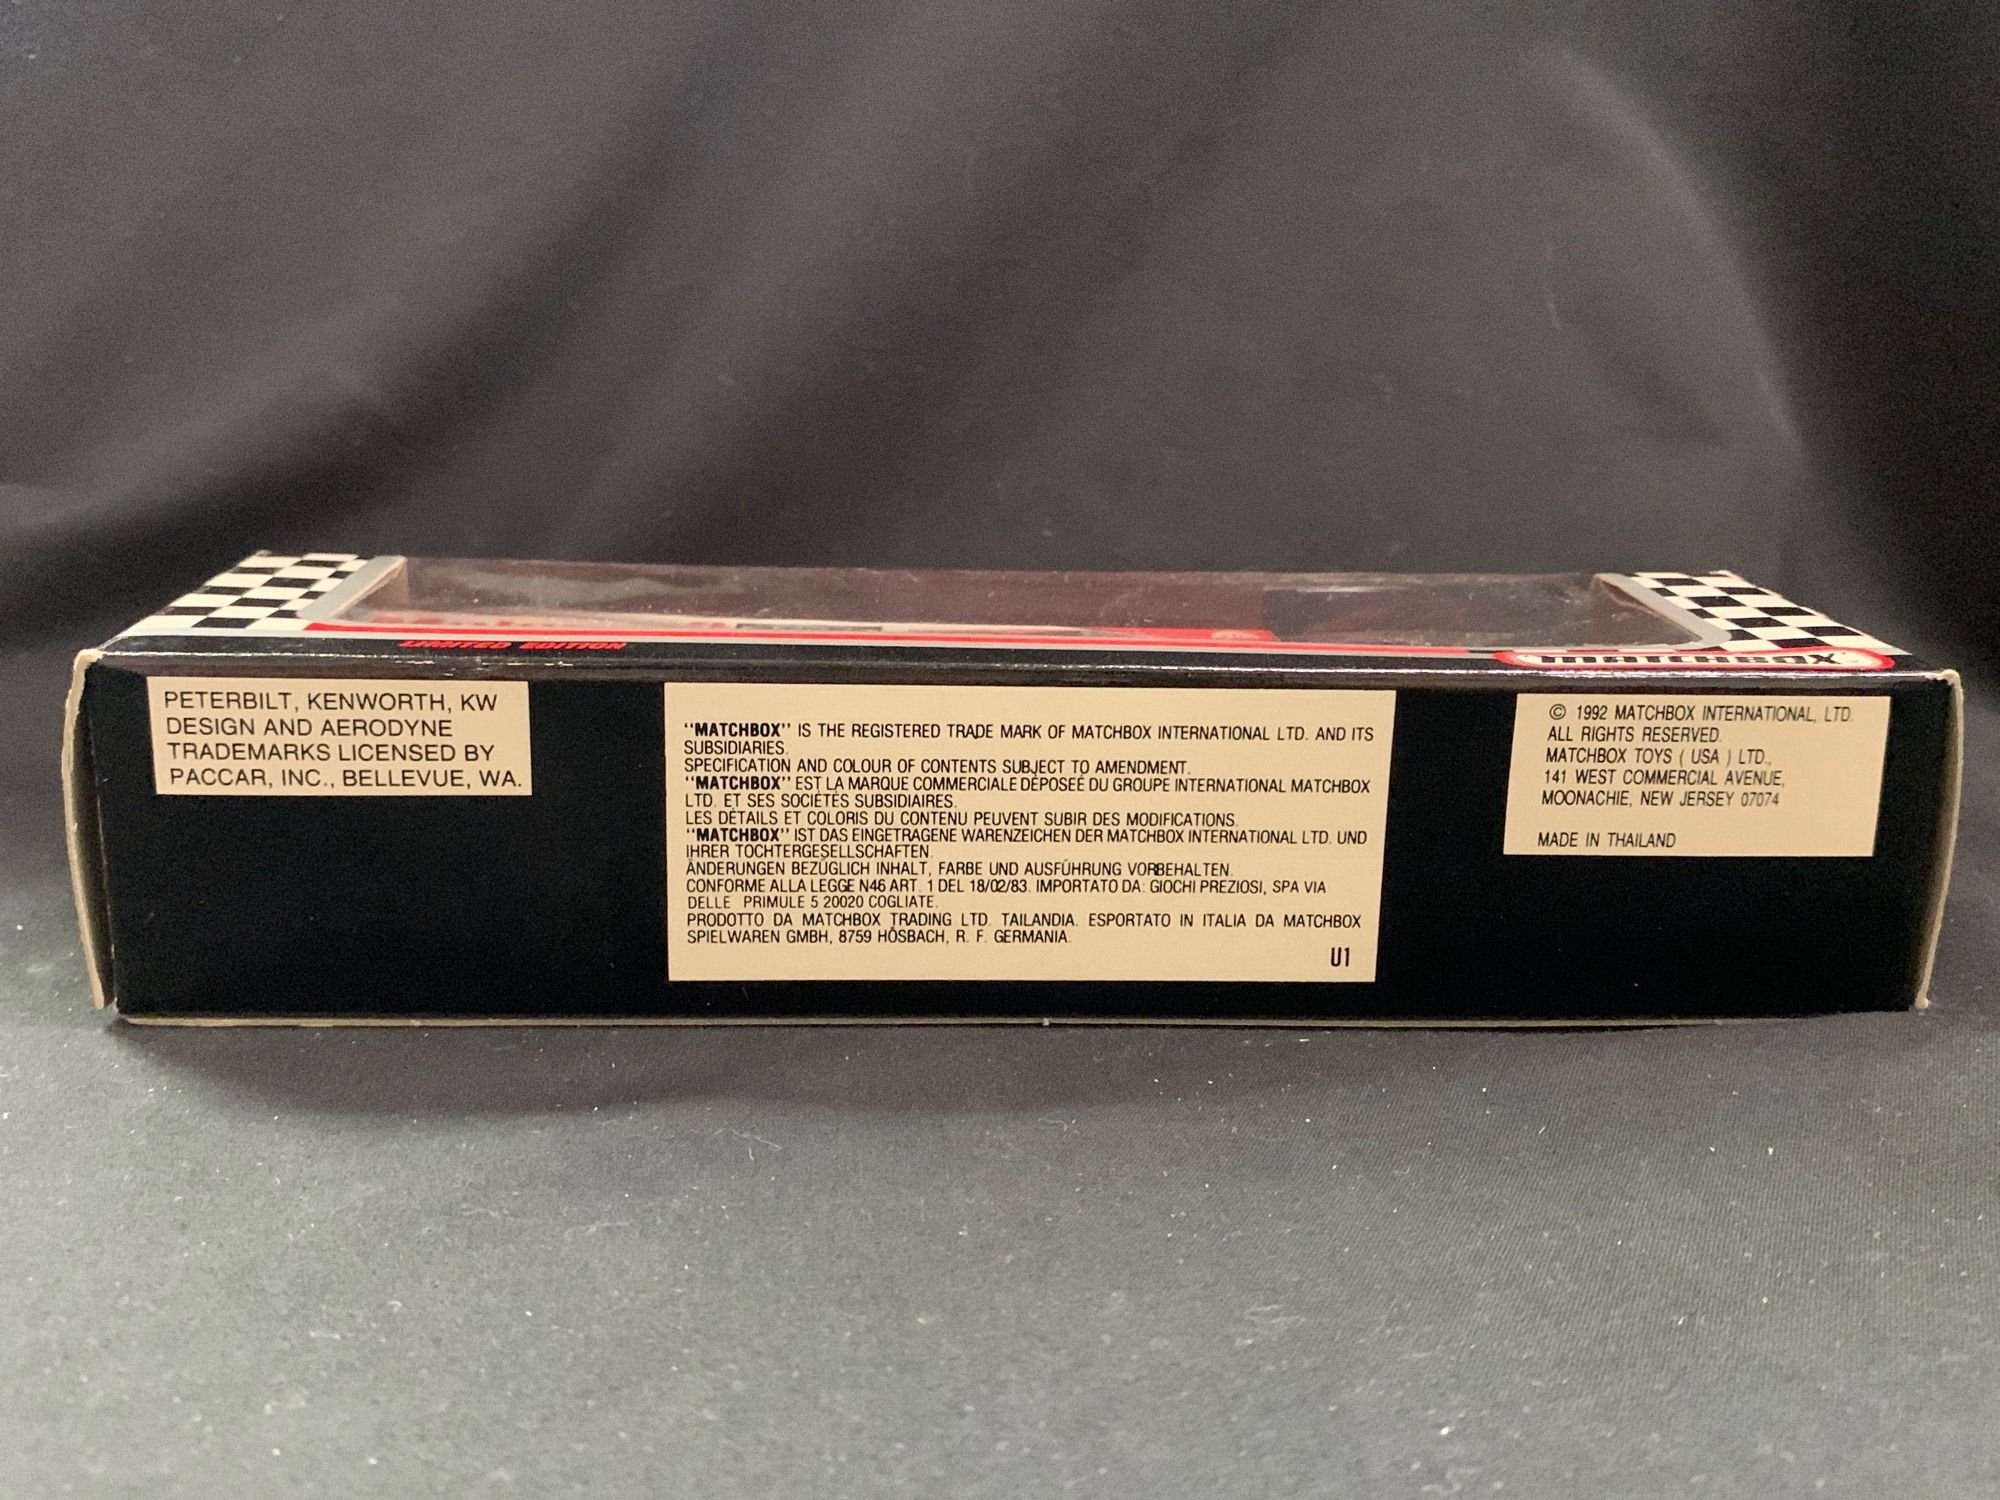 LIMITED EDITION
MATCHBOX
PETERBILT, KENWORTH, KW
DESIGN AND AERODYNE
TRADEMARKS LICENSED BY
PACCAR, INC., BELLEVUE, WA.
"MATCHBOX" IS THE REGISTERED TRADE MARK OF MATCHBOX INTERNATIONAL LTD. AND ITS
SUBSIDIARIES.
SPECIFICATION AND COLOUR OF CONTENTS SUBJECT TO AMENDMENT.
"MATCHBOX" EST LA MARQUE COMMERCIALE DÉPOSÉE DU GROUPE INTERNATIONAL MATCHBOX
LTD. ET SES SOCIÉTÉS SUBSIDIAIRES.
LES DÉTAILS ET COLORIS DU CONTENU PEUVENT SUBIR DES MODIFICATIONS.
"MATCHBOX" IST DAS EINGETRAGENE WARENZEICHEN DER MATCHBOX INTERNATIONAL LTD. UND
IHRER TOCHTERGESELLSCHAFTEN.
ÄNDERUNGEN BEZÜGLICH INHALT, FARBE UND AUSFÜHRUNG VORBEHALTEN.
CONFORME ALLA LEGGE N46 ART. 1 DEL 18/02/83. IMPORTATO DA: GIOCHI PREZIOSI, SPA VIA
DELLE PRIMULE 5 20020 COGLIATE.
PRODOTTO DA MATCHBOX TRADING LTD. TAILANDIA. ESPORTATO IN ITALIA DA MATCHBOX
SPIELWAREN GMBH, 8759 HÖSBACH, R. F. GERMANIA.
U1
© 1992 MATCHBOX INTERNATIONAL, LTD.
ALL RIGHTS RESERVED.
MATCHBOX TOYS ( USA ) LTD.,
141 WEST COMMERCIAL AVENUE,
MOONACHIE, NEW JERSEY 07074
MADE IN THAILAND